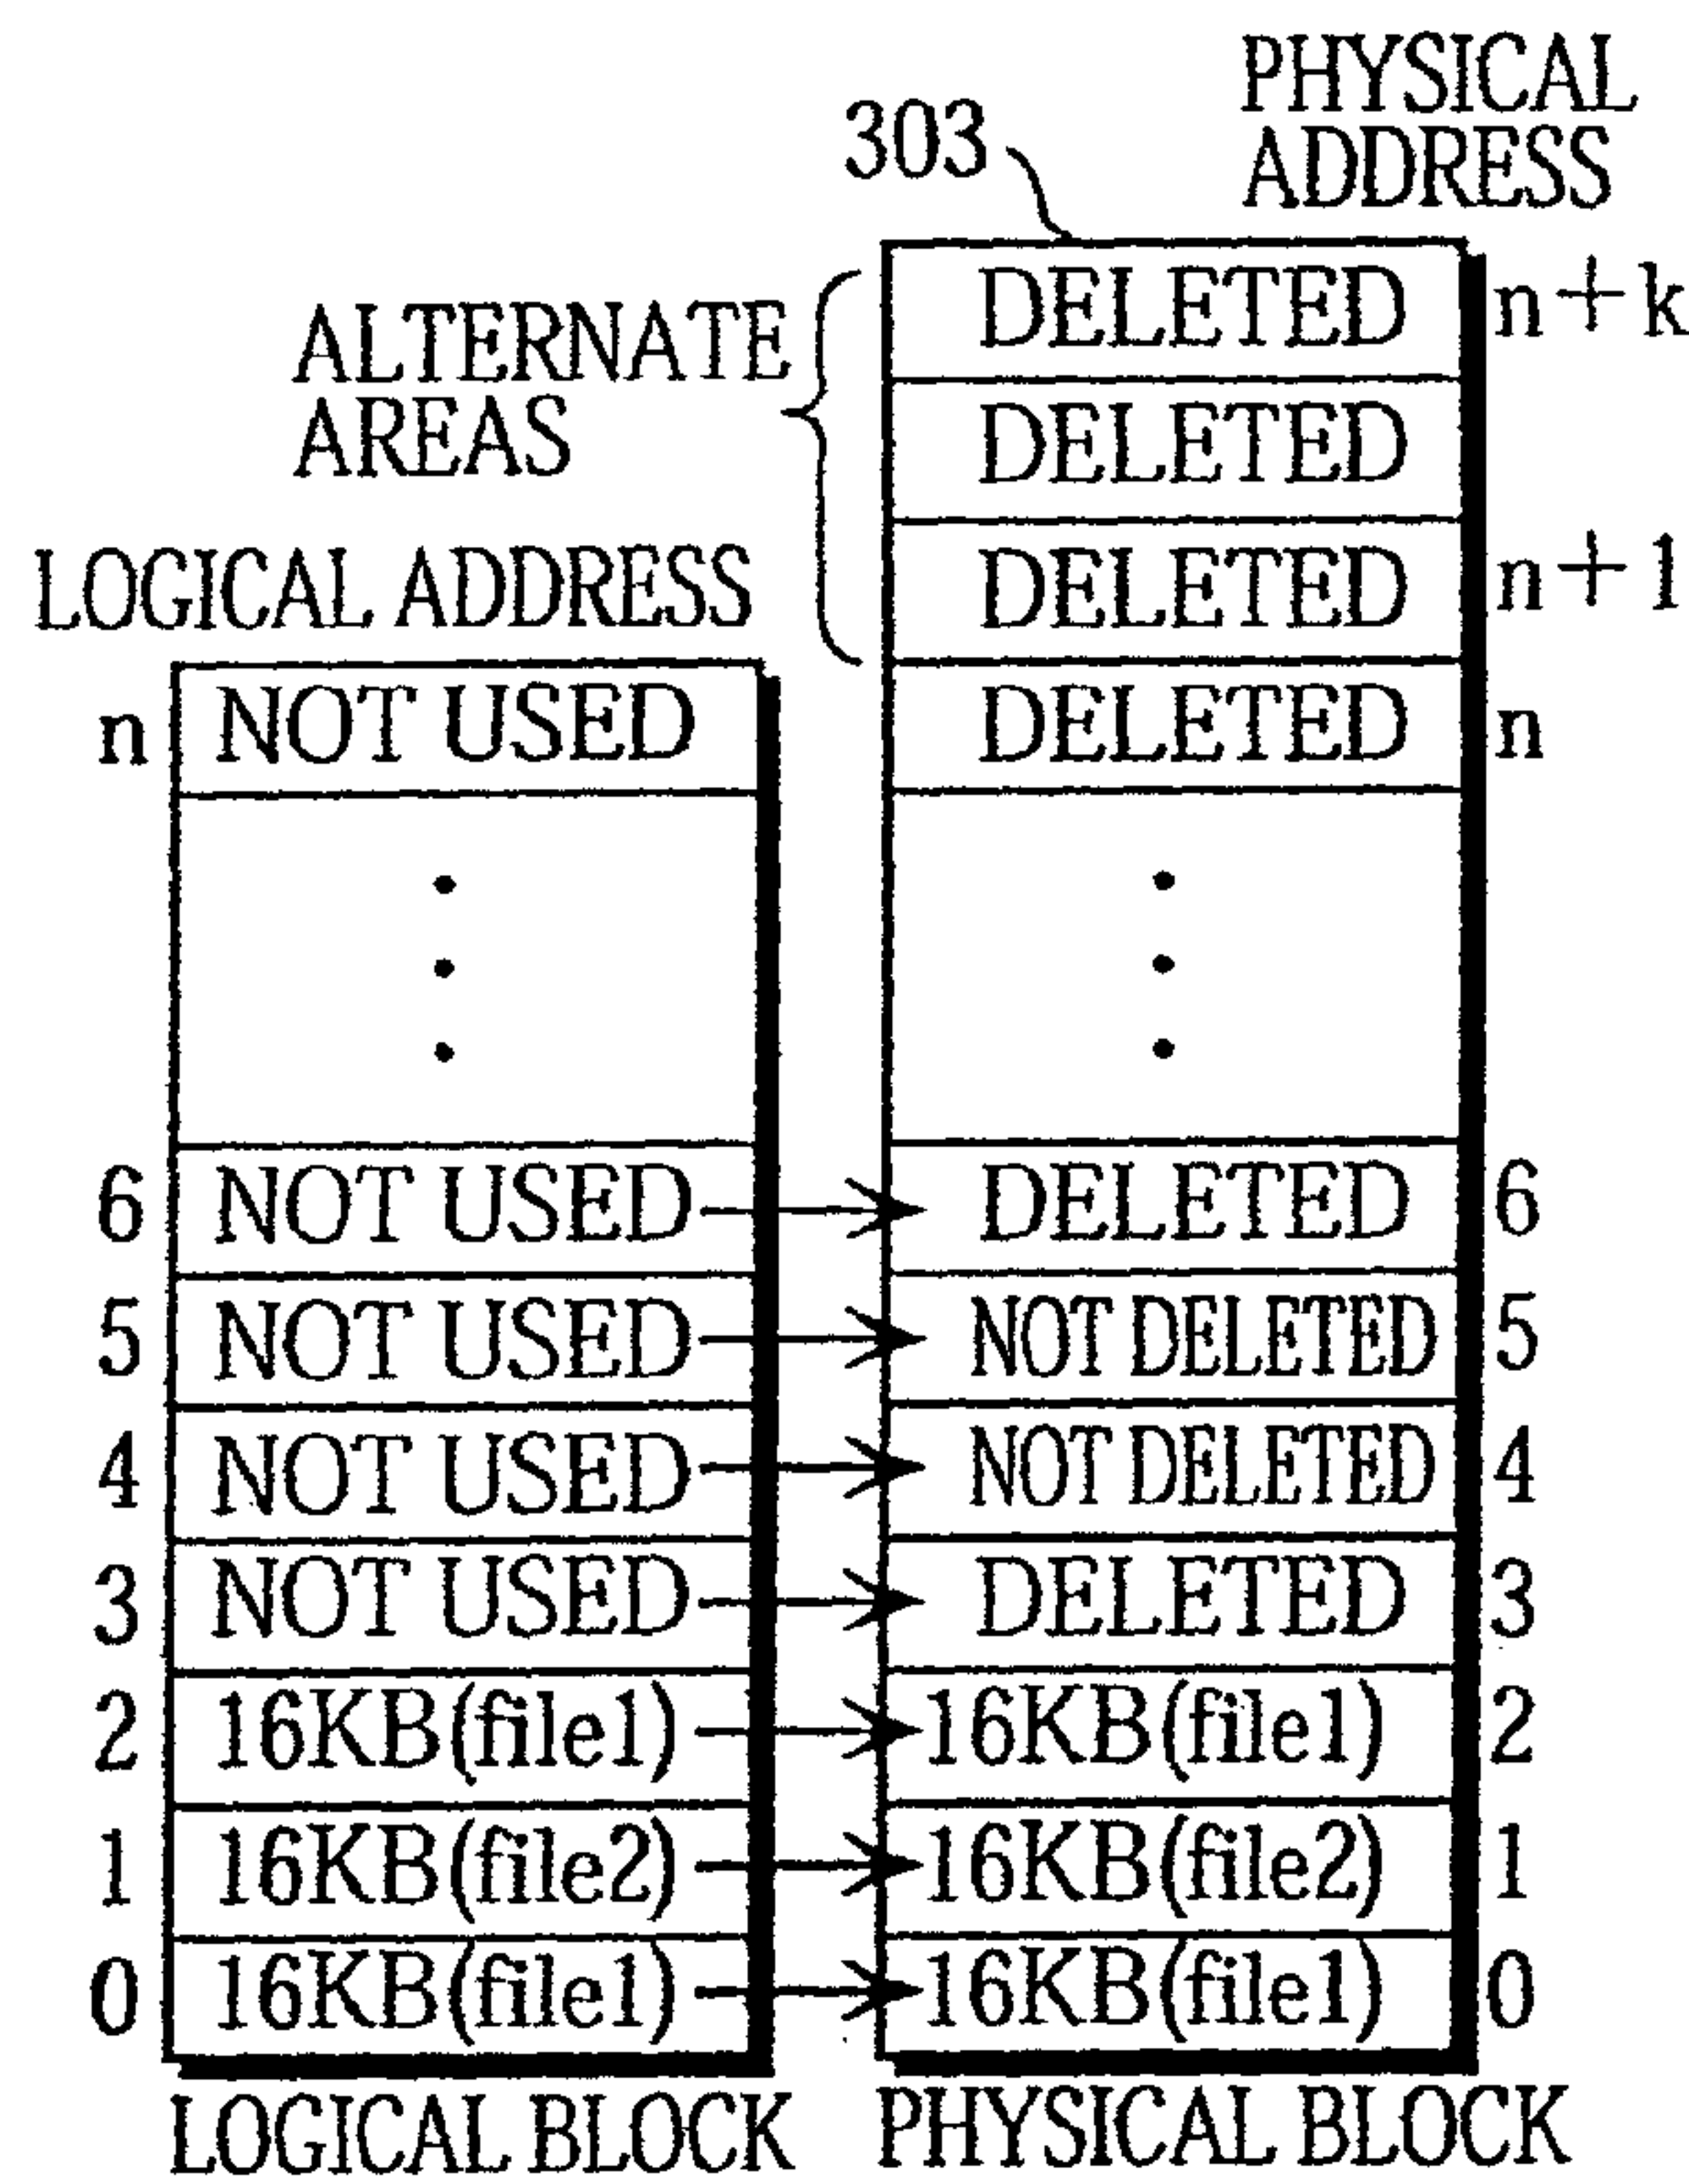 PHYSICAL
ADDRESS
303
ALTERNATE
AREAS
DELETED n+k
DELETED
DELETED n+1
LOGICAL ADDRESS
n NOT USED DELETED n
6 NOT USED DELETED 6
5 NOT USED NOT DELETED 5
4 NOT USED NOT DELETED 4
3 NOT USED DELETED 3
2 16KB(file1) 16KB(file1) 2
1 16KB(file2) 16KB(file2) 1
0 16KB(file1) 16KB(file1) 0
LOGICAL BLOCK PHYSICAL BLOCK